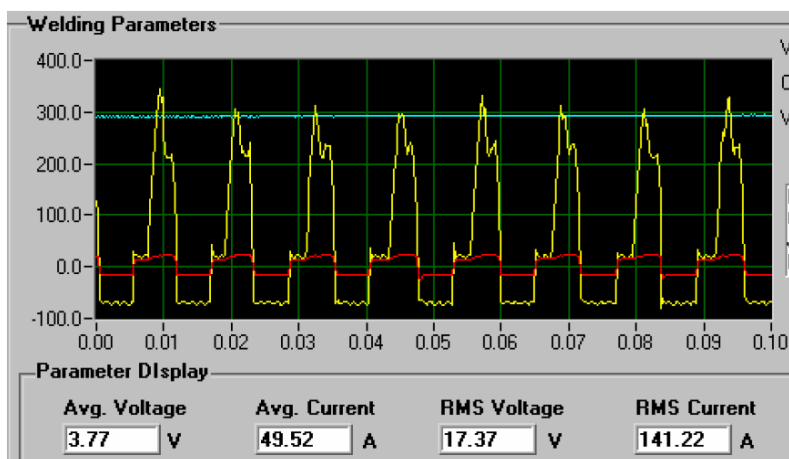 Welding Parameters
400.0
300.0
200.0
100.0
0.0
-100.0
0.00 0.01 0.02 0.03 0.04 0.05 0.06 0.07 0.08 0.09 0.10
Parameter DIsplay
Avg. Voltage Avg. Current RMS Voltage RMS Current
3.77 V 49.52 A 17.37 V 141.22 A